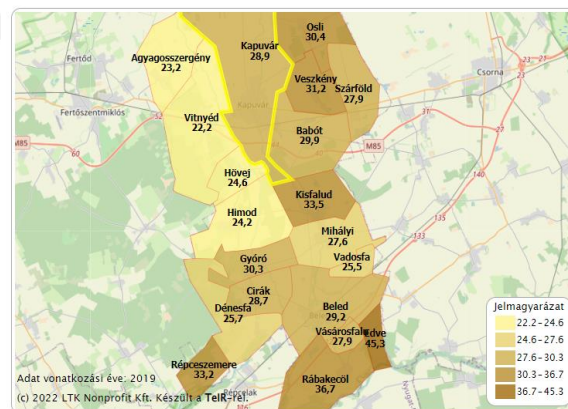 Osli
30,4
Kapuvár
28,9
Agyagosszergény
23,2
Fertőd
Veszkény
31,2
Szárföld
27,9
Csorna
Fertőszentmiklós
Vitnyéd
22,2
Kapuvár
Babót
29,9
M85
M85
Hövej
24,6
Kisfalud
33,5
Himod
24,2
Mihályi
27,6
Vadosfa
25,5
Gyóró
30,3
Cirák
28,7
Dénesfa
25,7
Beled
29,2
Vásárosfalu
27,9
Edve
45,3
Répceszemere
33,2
Rábakecöl
36,7
Répcelak
Jelmagyarázat
22.2-24.6
24.6-27.6
27.6-30.3
30.3-36.7
36.7-45.3
Adat vonatkozási éve: 2019
(c) 2022 LTK Nonprofit Kft. Készült a TeIR-rel.